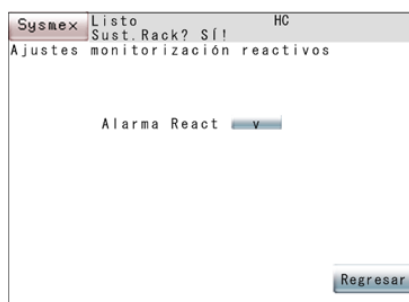 Sysmex Listo HC
Sust.Rack? SÍ!
Ajustes monitorización reactivos
Alarma React v
Regresar